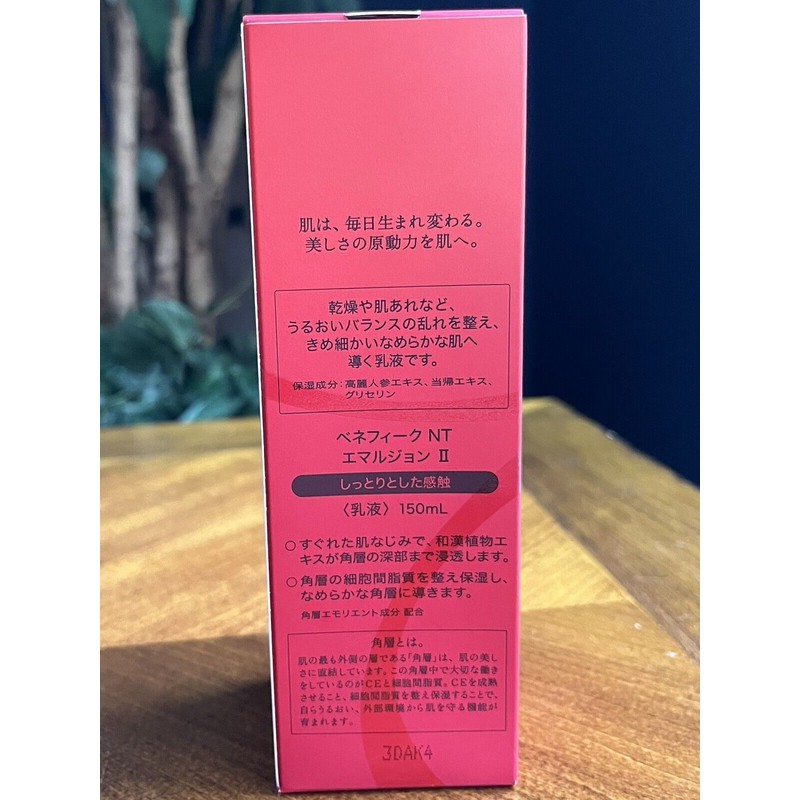 肌は、毎日生まれ変わる。
美しさの原動力を肌へ。
乾燥や肌あれなど、
うるおいバランスの乱れを整え、
きめ細かいなめらかな肌へ
導く乳液です。
保湿成分:高麗人参エキス、当帰エキス、
グリセリン
ベネフィーク NT
エマルジョン Ⅱ
しっとりとした感触
〈乳液〉150mL
○すぐれた肌なじみで、和漢植物エ
キスが角層の深部まで浸透します。
○角層の細胞間脂質を整え保湿し、
なめらかな角層に導きます。
角層エモリエント成分 配合
角層とは。
肌の最も外側の層である「角層」は、肌の美し
さに直結しています。この角層中で大切な働き
をしているのがCEと細胞間脂質。CEを成熟
させること、細胞間脂質を整え保湿することで、
自らうるおい、外部環境から肌を守る機能が
育まれます。
3DAK4